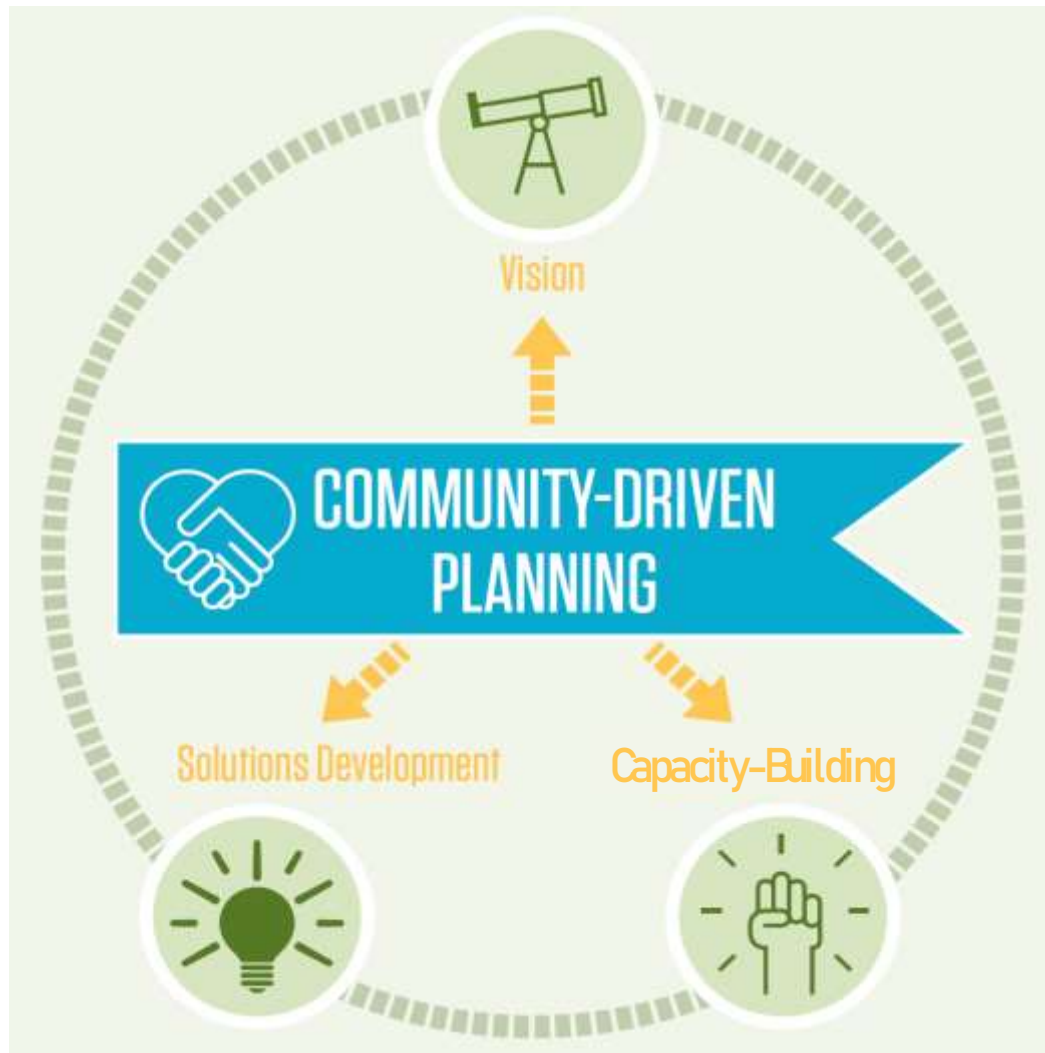 Vision
COMMUNITY-DRIVEN
PLANNING
Solutions Development
Capacity-Building